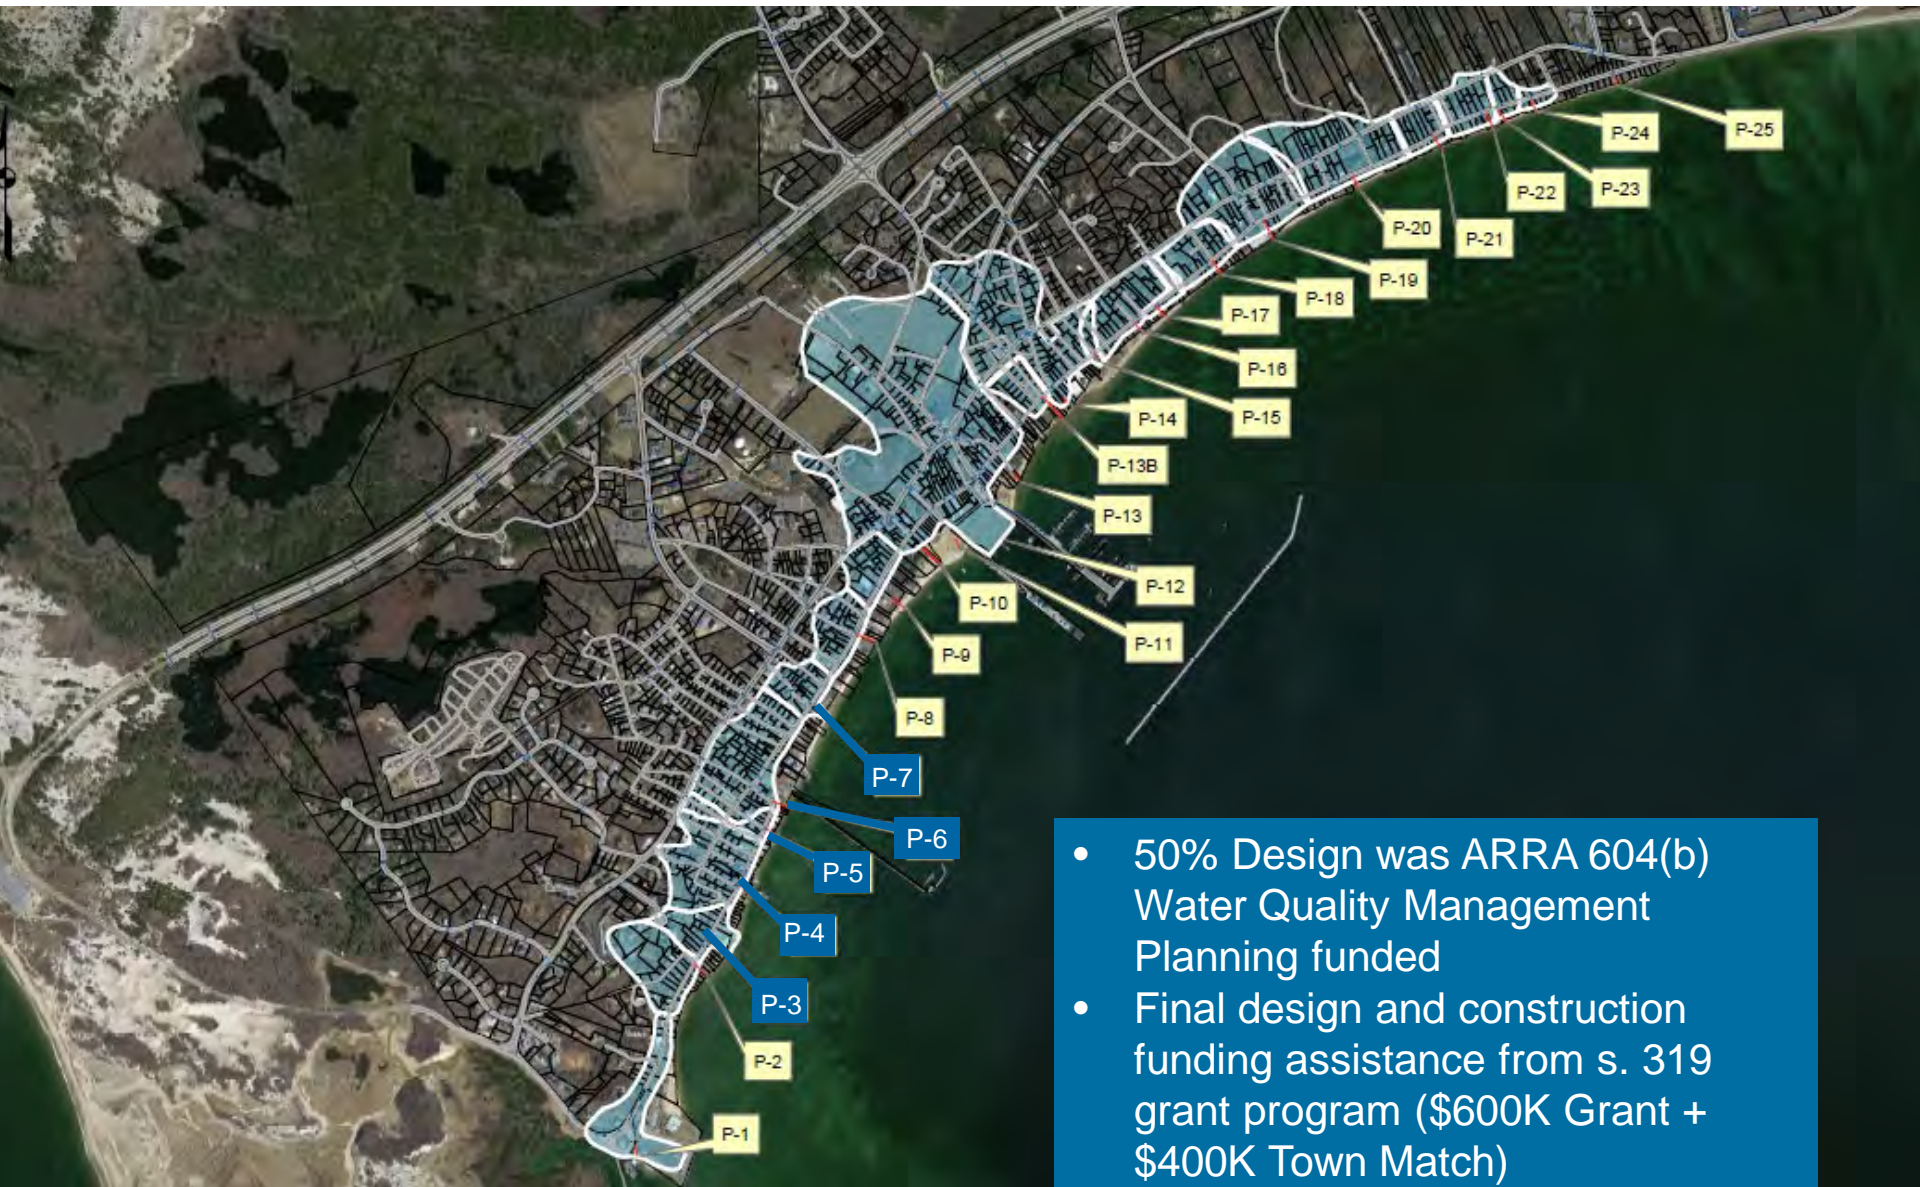 P-24
P-25
P-22
P-23
P-20
P-21
P-19
P-18
P-17
P-16
P-14
P-15
P-13B
P-13
P-12
P-10
P-11
P-9
P-8
P-7
P-6
P-5
P-4
P-3
P-2
P-1
• 50% Design was ARRA 604(b)
Water Quality Management
Planning funded
• Final design and construction
funding assistance from s. 319
grant program ($600K Grant +
$400K Town Match)